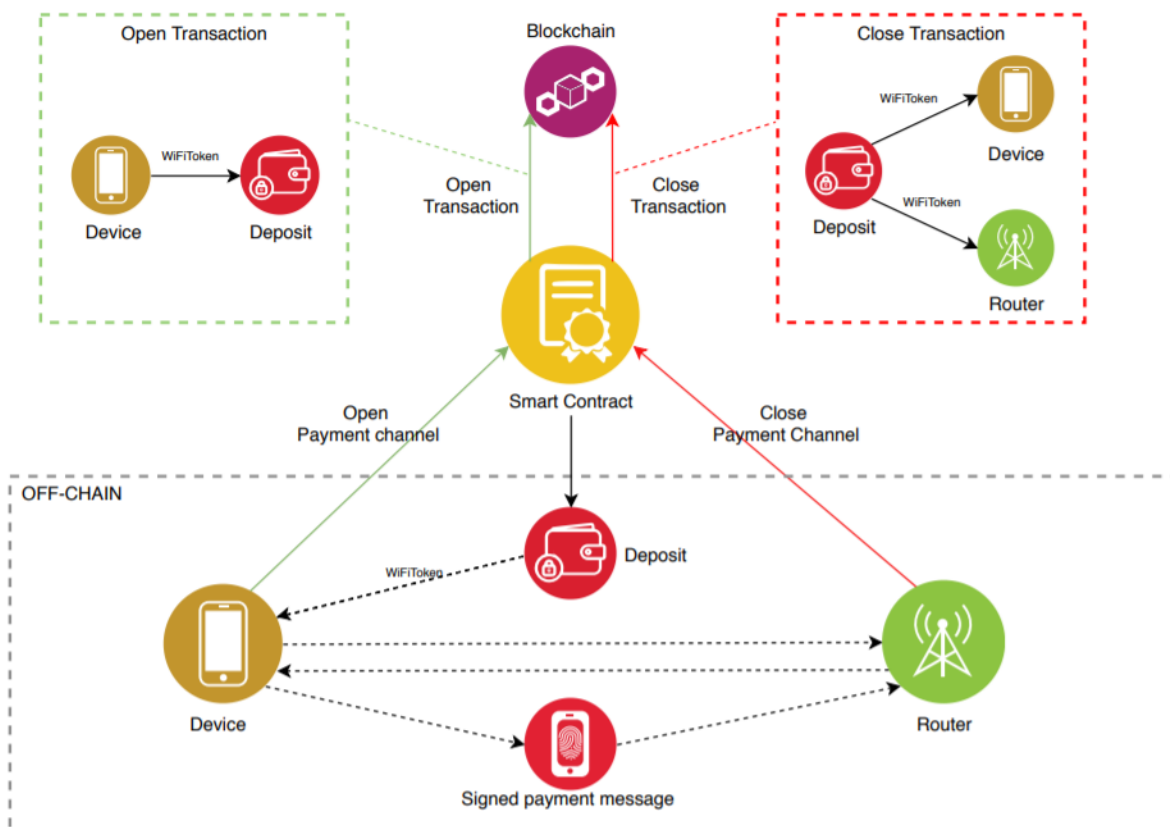 Open Transaction
Blockchain
Close Transaction
WiFiToken
Device
Deposit
Open
Transaction
Close
Transaction
WiFiToken
Device
Deposit
WiFiToken
Router
Smart Contract
Open
Payment channel
Close
Payment Channel
OFF-CHAIN
Deposit
WiFiToken
Device
Router
Signed payment message